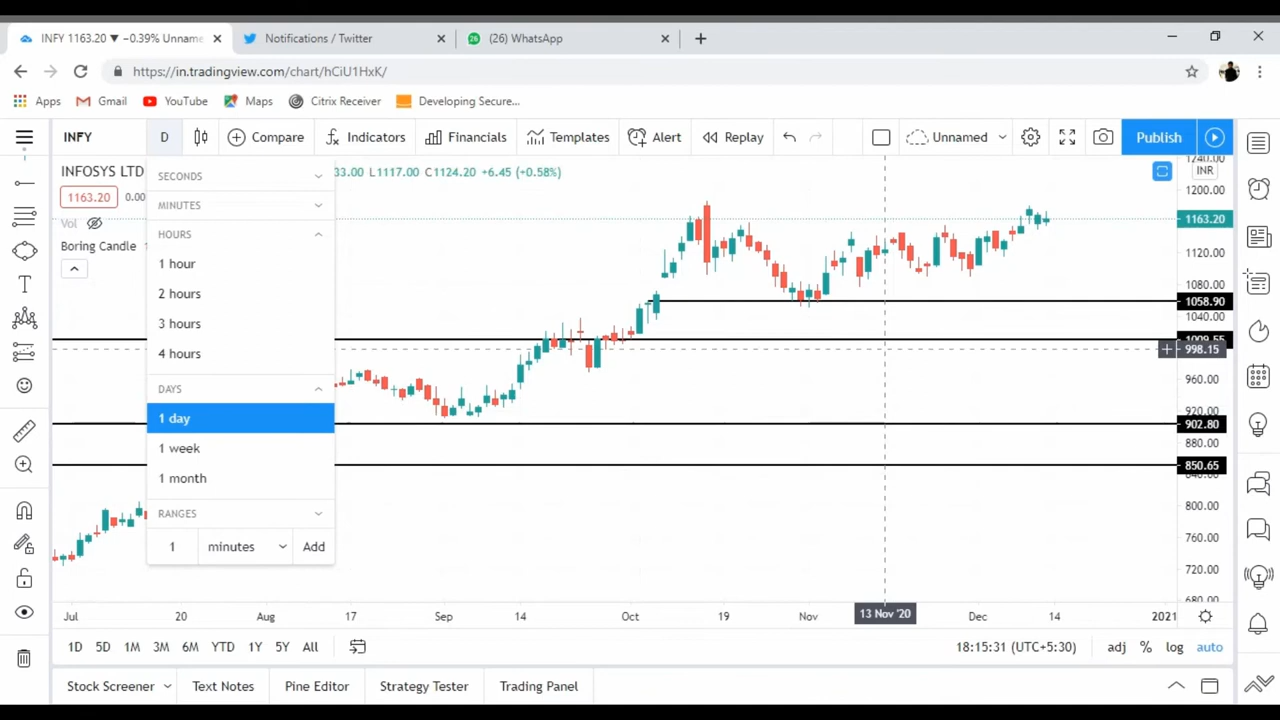 INFY 1163.20 ▼ −0.39% Unname
Notifications / Twitter
(26) WhatsApp
https://in.tradingview.com/chart/hCiU1HxK/
Apps
Gmail
YouTube
Maps
Citrix Receiver
Developing Secure...
INFY
D
Compare
Indicators
Financials
Templates
Alert
Replay
Unnamed
Publish
INFOSYS LTD
33.00 L1117.00 C1124.20 +6.45 (+0.58%)
1163.20
0.00
Vol
Boring Candle
SECONDS
MINUTES
HOURS
1 hour
2 hours
3 hours
4 hours
DAYS
1 day
1 week
1 month
RANGES
1
minutes
Add
1240.00
INR
1200.00
1163.20
1120.00
1080.00
1058.90
1040.00
1009.55
998.15
960.00
920.00
902.80
880.00
850.65
800.00
760.00
720.00
680.00
Jul
20
Aug
17
Sep
14
Oct
19
Nov
13 Nov '20
Dec
14
2021
1D
5D
1M
3M
6M
YTD
1Y
5Y
All
18:15:31 (UTC+5:30)
adj
%
log
auto
Stock Screener
Text Notes
Pine Editor
Strategy Tester
Trading Panel